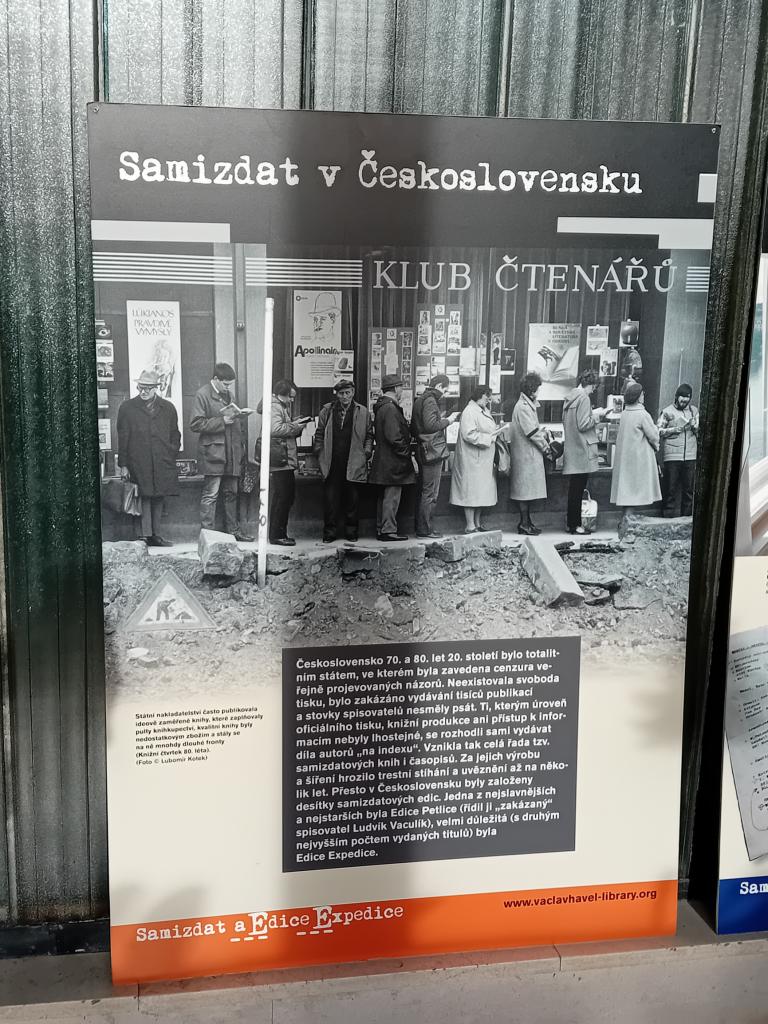 Samizdat v Československu
KLUB ČTENÁŘŮ
LÚKIANOS
PRAVDIVÉ
VÝMYSLY
Apollinaire
Československo 70. a 80. let 20. století bylo totalit-
ním státem, ve kterém byla zavedena cenzura ve-
řejně projevovaných názorů. Neexistovala svoboda
tisku, bylo zakázáno vydávání tisíců publikací
a stovky spisovatelů nesměly psát. Ti, kterým úroveň
oficiálního tisku, knižní produkce ani přístup k infor-
macím nebyly lhostejné, se rozhodli sami vydávat
díla autorů „na indexu“. Vznikla tak celá řada tzv.
samizdatových knih i časopisů. Za jejich výrobu
a šíření hrozilo trestní stíhání a uvěznění až na něko-
lik let. Přesto v Československu byly založeny
desítky samizdatových edic. Jedna z nejslavnějších
a nejstarších byla Edice Petlice (řídil ji „zakázaný“
spisovatel Ludvík Vaculík), velmi důležitá (s druhým
nejvyšším počtem vydaných titulů) byla
Edice Expedice.
Státní nakladatelství často publikovala
ideově zaměřené knihy, které zaplňovaly
pulty knihkupectví, kvalitní knihy byly
nedostatkovým zbožím a stály se
na ně mnohdy dlouhé fronty
(Knižní čtvrtek 80. léta).
(Foto © Lubomír Kotek)
Samizdat a Edice Expedice
www.vaclavhavel-library.org
Sam